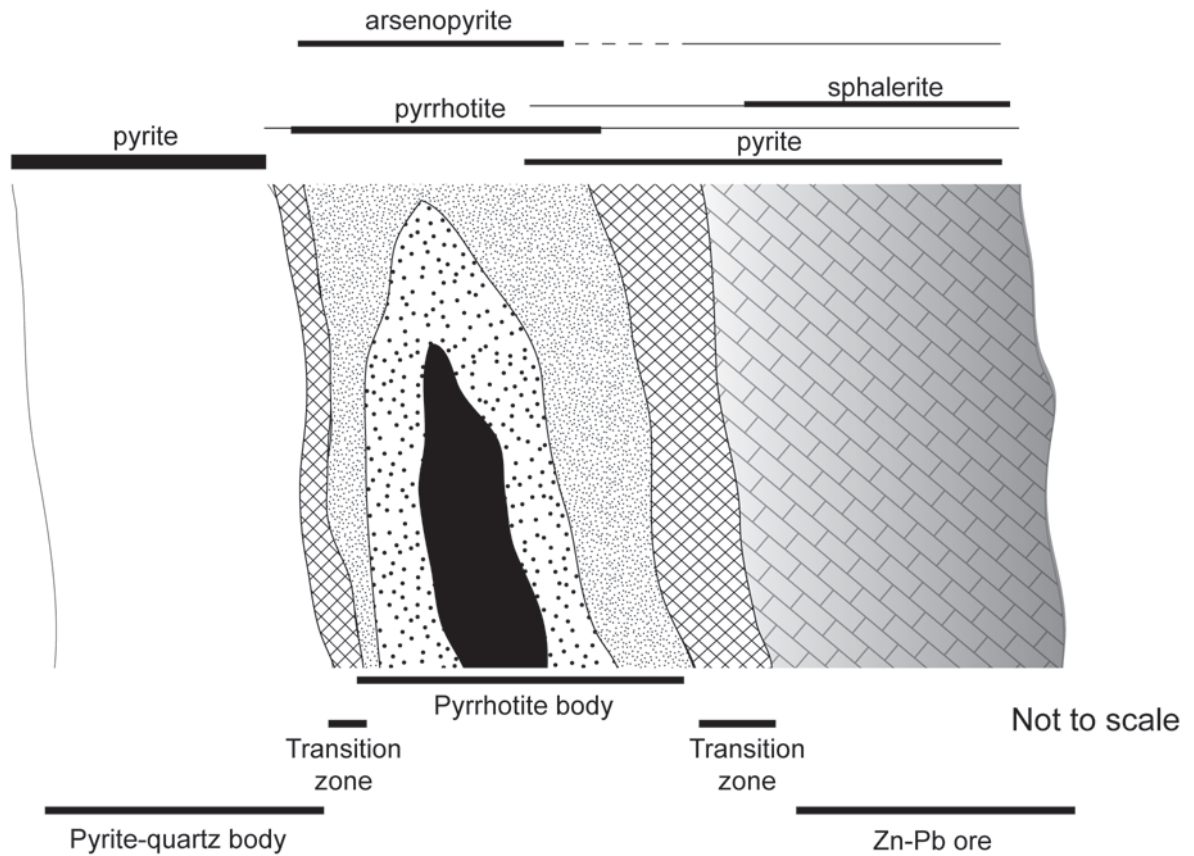 arsenopyrite
sphalerite
pyrrhotite
pyrite
pyrite
Pyrrhotite body
Not to scale
Transition
zone
Transition
zone
Pyrite-quartz body
Zn-Pb ore